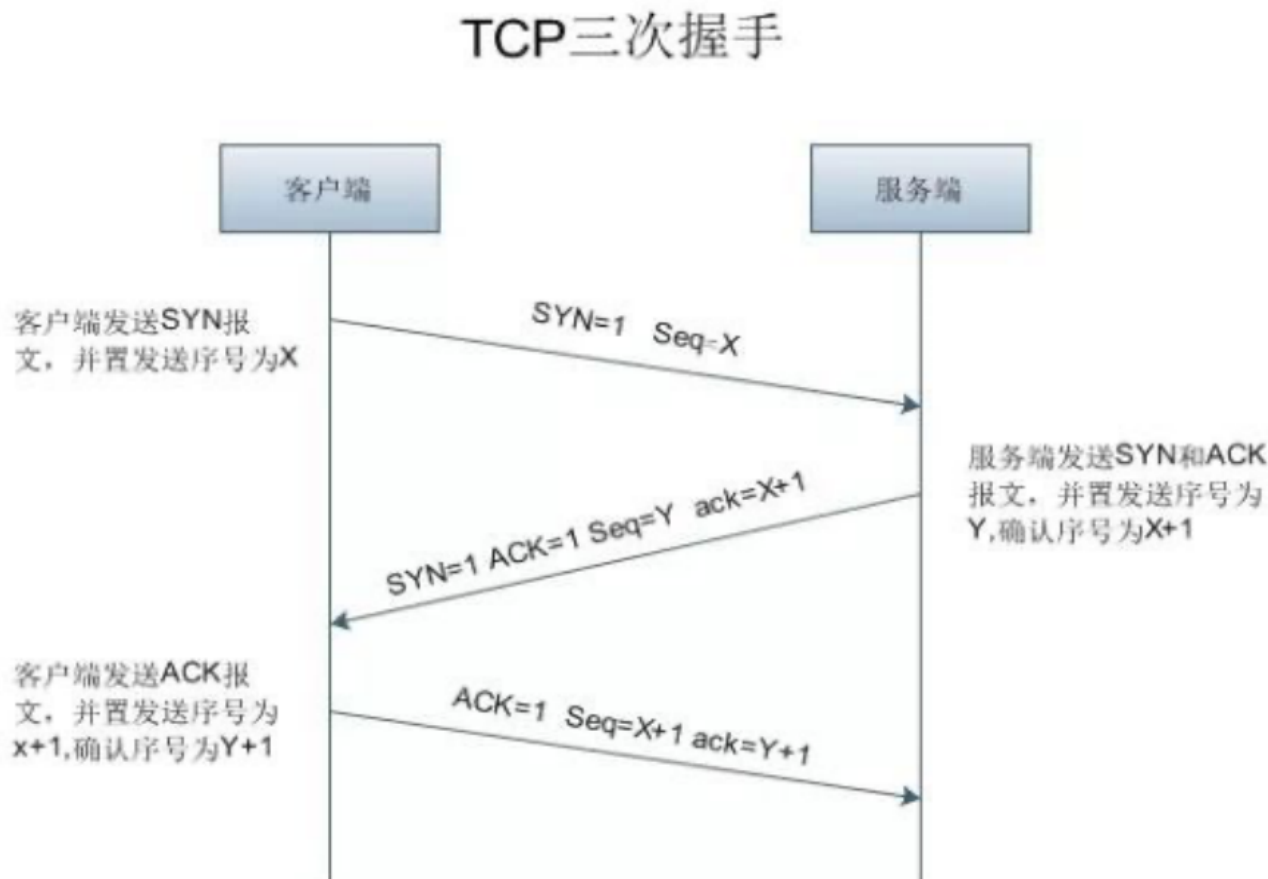 TCP三次握手
客户端
服务端
客户端发送SYN报
文，并置发送序号为X
SYN=1 Seq=X
服务端发送SYN和ACK
报文，并置发送序号为
Y,确认序号为X+1
SYN=1 ACK=1 Seq=Y ack=X+1
客户端发送ACK报
文，并置发送序号为
x+1,确认序号为Y+1
ACK=1 Seq=X+1 ack=Y+1